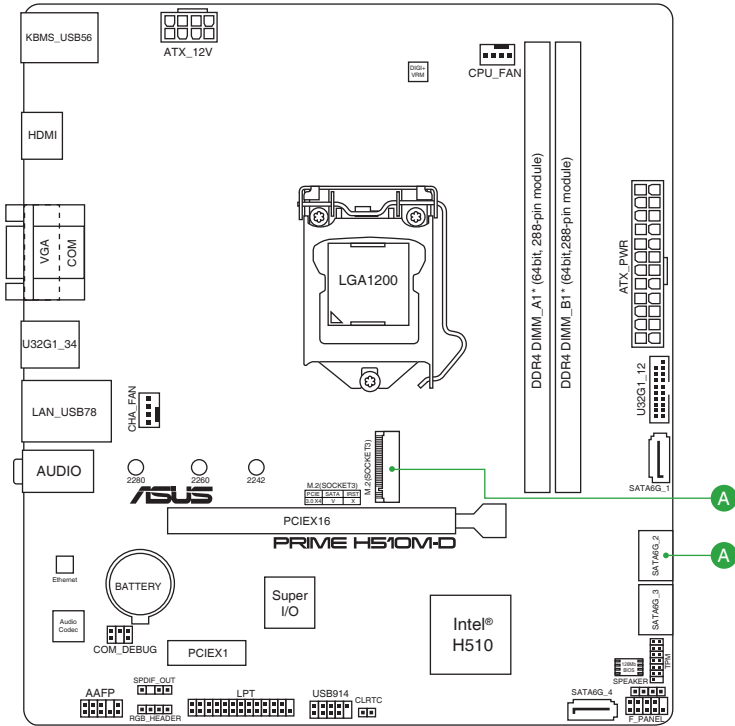 KBMS_USB56
ATX_12V
DIGI+
VRM
CPU_FAN
HDMI
VGA
COM
LGA1200
DDR4 DIMM_A1* (64bit, 288-pin module)
DDR4 DIMM_B1* (64bit,288-pin module)
ATX_PWR
U32G1_34
U32G1_12
LAN_USB78
CHA_FAN
AUDIO
2280
2260
2242
M.2(SOCKET3)
SATA6G_1
A
ASUS
M.2(SOCKET3)
PCIE SATA IRST
3.0 X4 V X
PCIEX16
PRIME H510M-D
A
SATA6G_2
Ethernet
BATTERY
Super
I/O
Intel®
H510
SATA6G_3
Audio
Codec
COM_DEBUG
PCIEX1
128Mb
BIOS
TPM
SPEAKER
AAFP
SPDIF_OUT
RGB_HEADER
LPT
USB914
CLRTC
SATA6G_4
F_PANEL